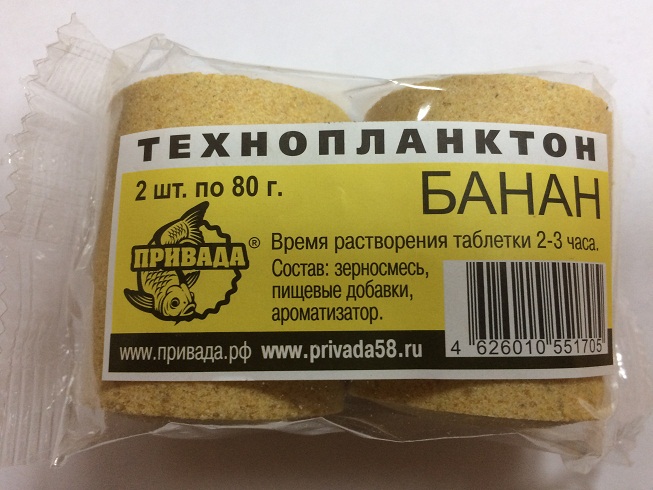 ТЕХНОПЛАНКТОН
2 шт. по 80 г.
БАНАН
ПРИВАДА®
Время растворения таблетки 2-3 часа.
Состав: зерносмесь,
пищевые добавки,
ароматизатор.
www.привада.рф www.privada58.ru
4 626010 551705